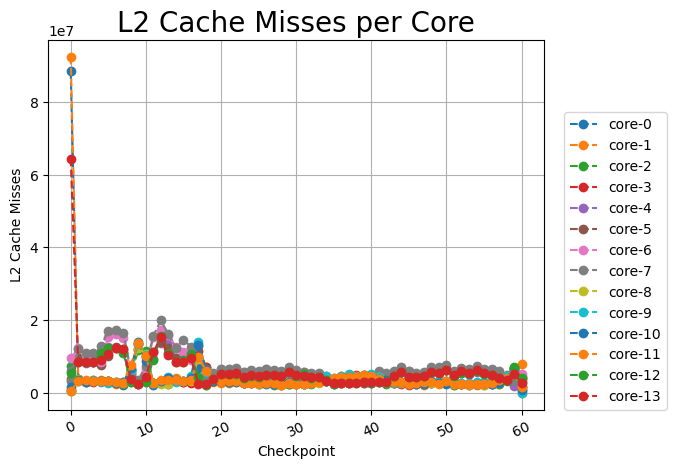 L2 Cache Misses per Core
1e7
8
6
4
2
0
L2 Cache Misses
0
10
20
30
40
50
60
Checkpoint
core-0
core-1
core-2
core-3
core-4
core-5
core-6
core-7
core-8
core-9
core-10
core-11
core-12
core-13